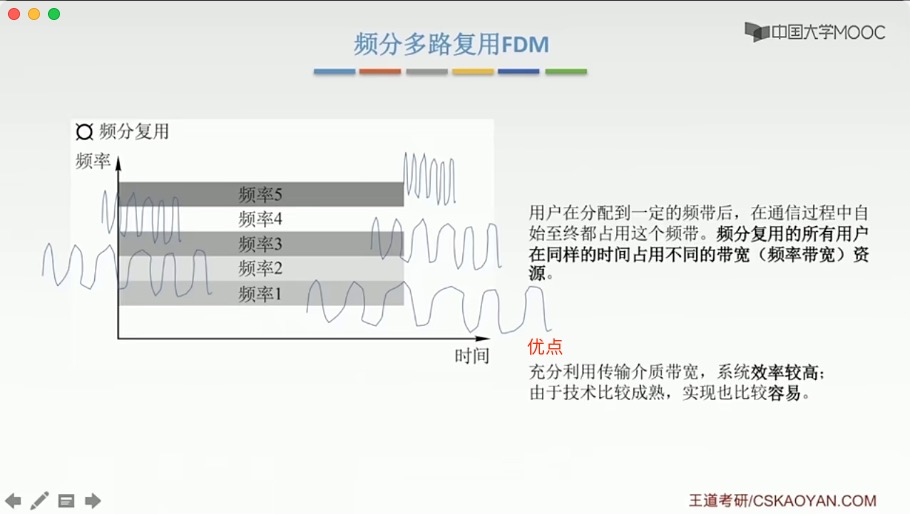 中国大学MOOC
频分多路复用FDM
频分复用
频率
频率5
频率4
频率3
频率2
频率1
时间
用户在分配到一定的频带后，在通信过程中自
始至终都占用这个频带。频分复用的所有用户
在同样的时间占用不同的带宽（频率带宽）资
源。
优点
充分利用传输介质带宽，系统效率较高；
由于技术比较成熟，实现也比较容易。
王道考研/CSKAOYAN.COM